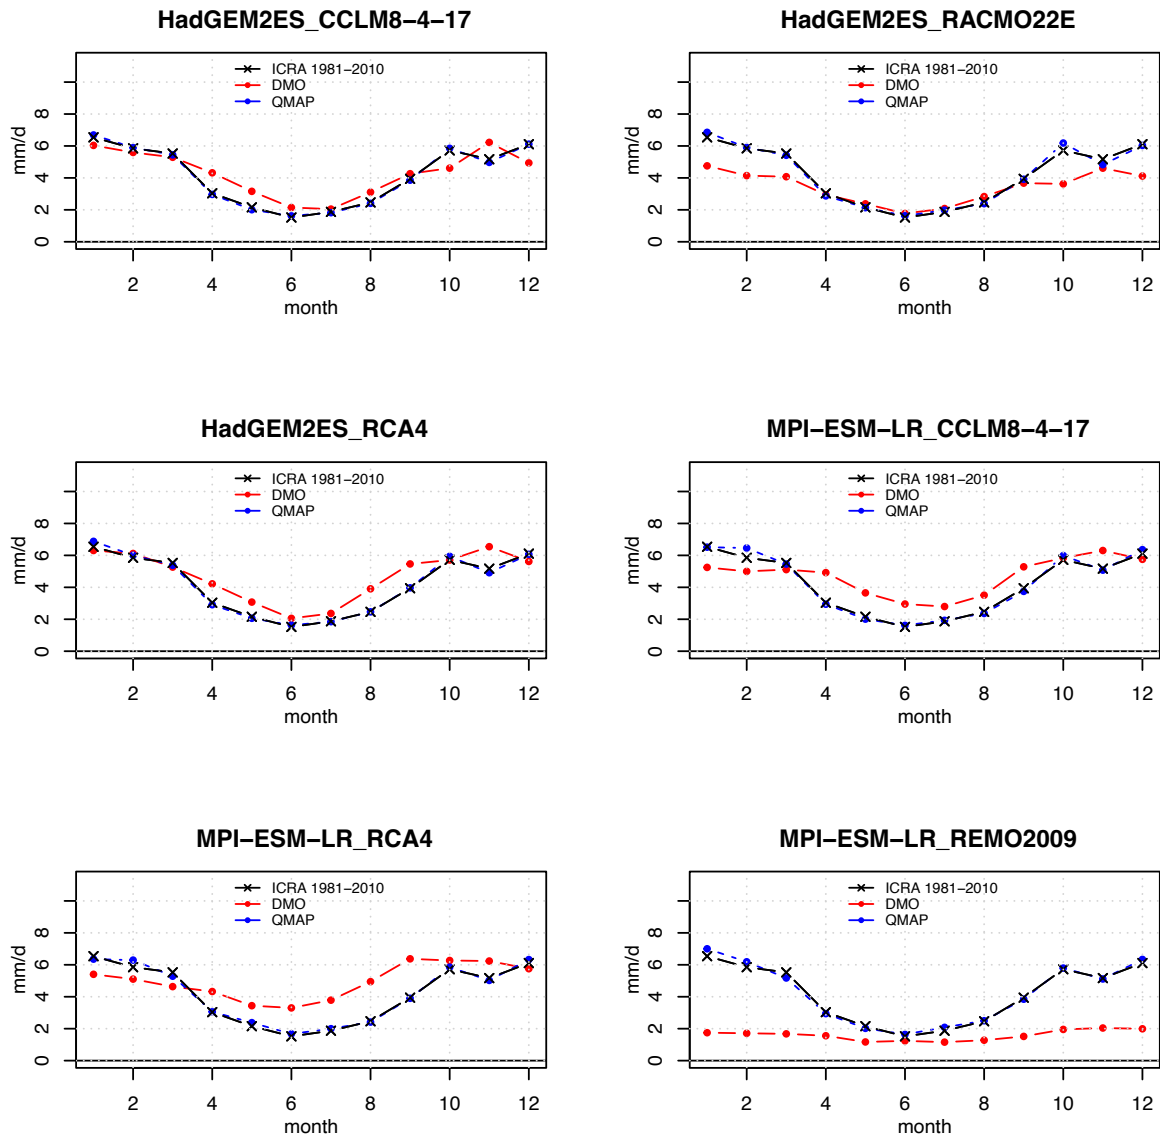 HadGEM2ES_CCLM8−4−17
ICRA 1981−2010
DMO
QMAP
mm/d
8
6
4
2
0
2 4 6 8 10 12
month
HadGEM2ES_RACMO22E
ICRA 1981−2010
DMO
QMAP
mm/d
8
6
4
2
0
2 4 6 8 10 12
month
HadGEM2ES_RCA4
ICRA 1981−2010
DMO
QMAP
mm/d
8
6
4
2
0
2 4 6 8 10 12
month
MPI−ESM−LR_CCLM8−4−17
ICRA 1981−2010
DMO
QMAP
mm/d
8
6
4
2
0
2 4 6 8 10 12
month
MPI−ESM−LR_RCA4
ICRA 1981−2010
DMO
QMAP
mm/d
8
6
4
2
0
2 4 6 8 10 12
month
MPI−ESM−LR_REMO2009
ICRA 1981−2010
DMO
QMAP
mm/d
8
6
4
2
0
2 4 6 8 10 12
month